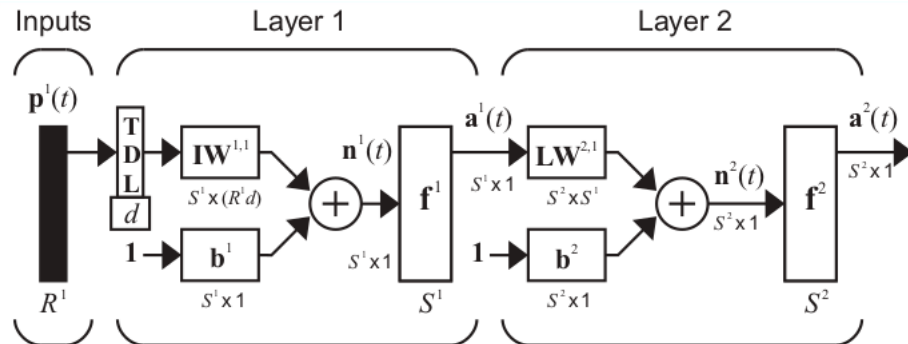 Inputs
Layer 1
Layer 2
p¹(t)
T
D
L
d
R¹
1
IW¹,¹
S¹ x (R¹d)
b¹
S¹ x 1
n¹(t)
S¹ x 1
f¹
S¹
a¹(t)
S¹ x 1
1
LW²,¹
S² x S¹
b²
S² x 1
n²(t)
S² x 1
f²
S²
a²(t)
S² x 1